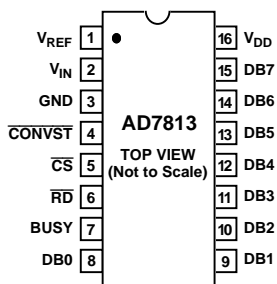 VREF 1 16 VDD
VIN 2 15 DB7
GND 3 14 DB6
CONVST 4 AD7813 13 DB5
CS 5 TOP VIEW 12 DB4
(Not to Scale)
RD 6 11 DB3
BUSY 7 10 DB2
DB0 8 9 DB1